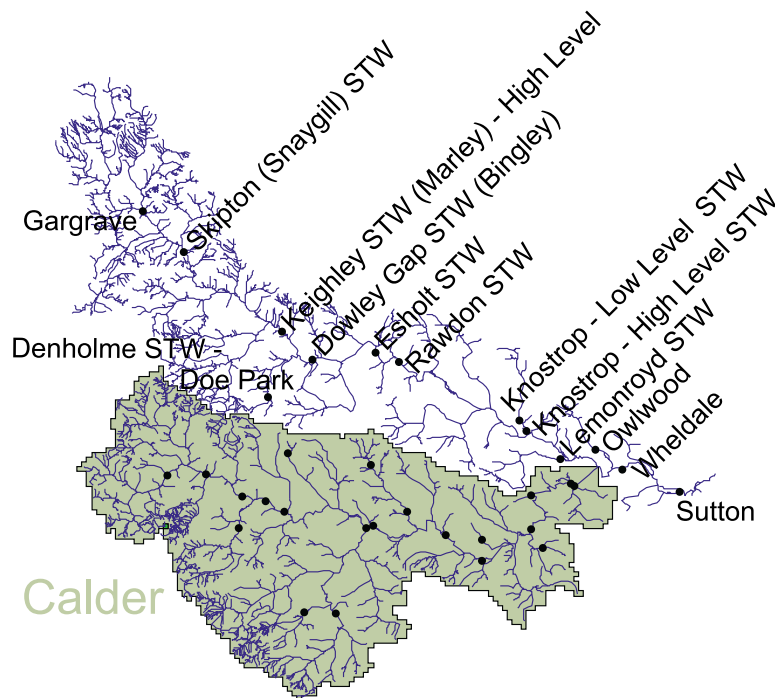 Gargrave
Skipton (Snaygill) STW
Keighley STW (Marley) - High Level
Dowley Gap STW (Bingley)
Esholt STW
Rawdon STW
Denholme STW -
Doe Park
Knostrop - Low Level STW
Knostrop - High Level STW
Lemonroyd STW
Owlwood
Wheldale
Sutton
Calder